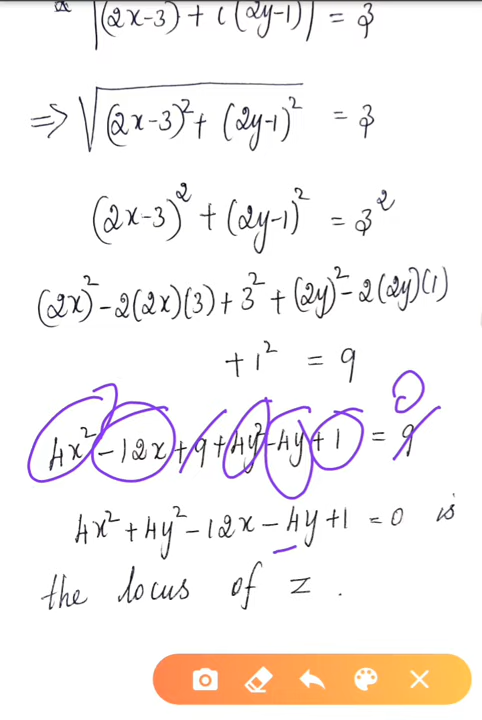 |(2x-3) + i(2y-1)| = 3
⇒ √((2x-3)² + (2y-1)²) = 3
(2x-3)² + (2y-1)² = 3²
(2x)² - 2(2x)(3) + 3² + (2y)² - 2(2y)(1)
+ 1² = 9
0
4x² - 12x + 9 + 4y² - 4y + 1 = 9
4x² + 4y² - 12x - 4y + 1 = 0 is
the locus of z .